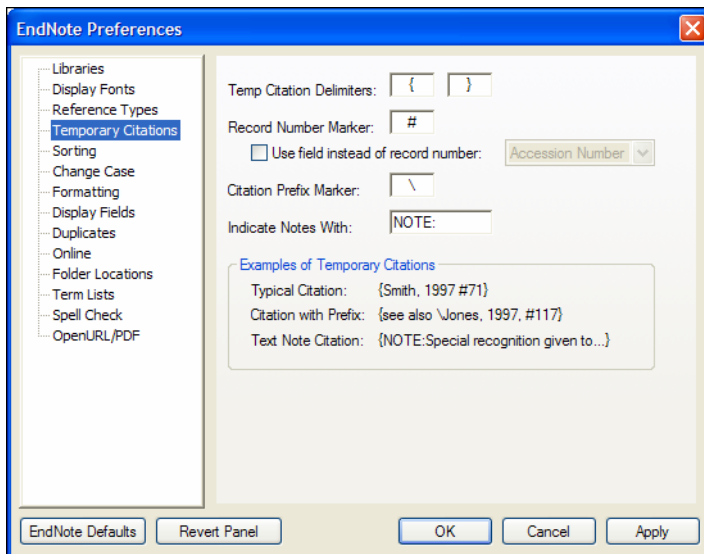 EndNote Preferences
Libraries
Display Fonts
Reference Types
Temporary Citations
Sorting
Change Case
Formatting
Display Fields
Duplicates
Online
Folder Locations
Term Lists
Spell Check
OpenURL/PDF
Temp Citation Delimiters: { }
Record Number Marker: #
Use field instead of record number: Accession Number
Citation Prefix Marker: \
Indicate Notes With: NOTE:
Examples of Temporary Citations
Typical Citation: {Smith, 1997 #71}
Citation with Prefix: {see also \Jones, 1997, #117}
Text Note Citation: {NOTE:Special recognition given to...}
EndNote Defaults Revert Panel OK Cancel Apply